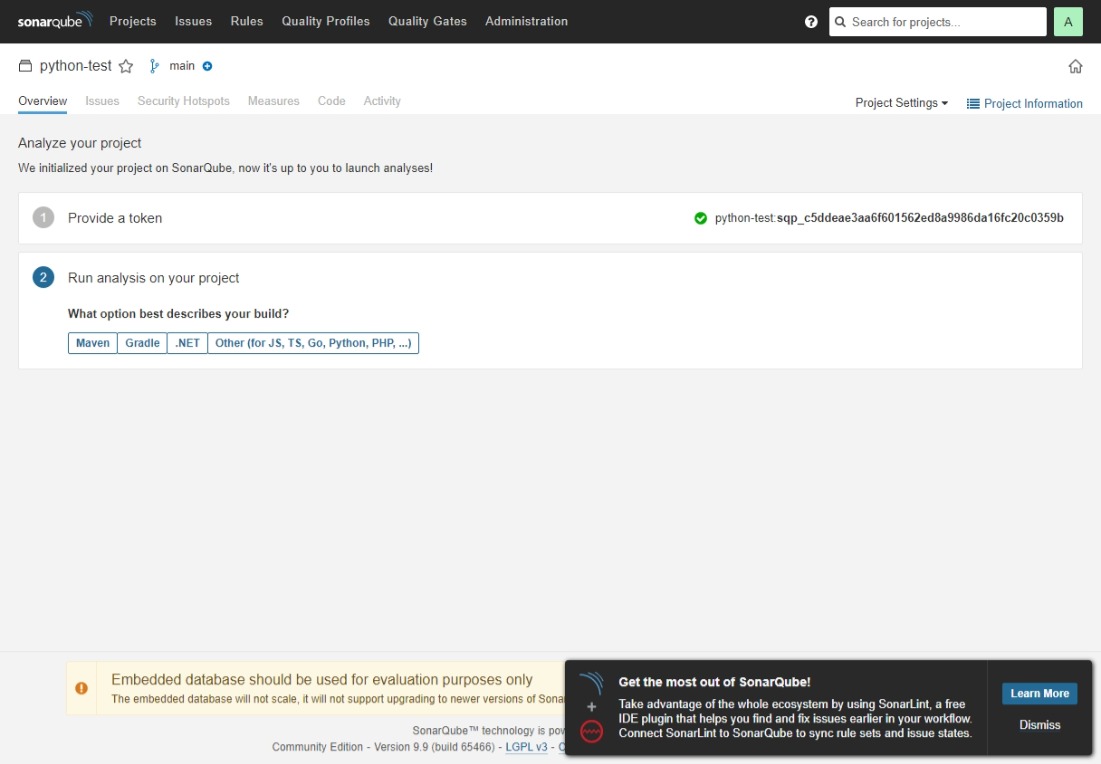 sonarqube Projects Issues Rules Quality Profiles Quality Gates Administration ? Search for projects... A
python-test main
Overview Issues Security Hotspots Measures Code Activity Project Settings Project Information
Analyze your project
We initialized your project on SonarQube, now it's up to you to launch analyses!
1 Provide a token python-test:sqp_c5ddeae3aa6f601562ed8a9986da16fc20c0359b
2 Run analysis on your project
What option best describes your build?
Maven Gradle .NET Other (for JS, TS, Go, Python, PHP, ...)
Embedded database should be used for evaluation purposes only
The embedded database will not scale, it will not support upgrading to newer versions of Sona
SonarQube™ technology is pow
Community Edition - Version 9.9 (build 65466) - LGPL v3 -
Get the most out of SonarQube!
Take advantage of the whole ecosystem by using SonarLint, a free
IDE plugin that helps you find and fix issues earlier in your workflow.
Connect SonarLint to SonarQube to sync rule sets and issue states.
Learn More
Dismiss